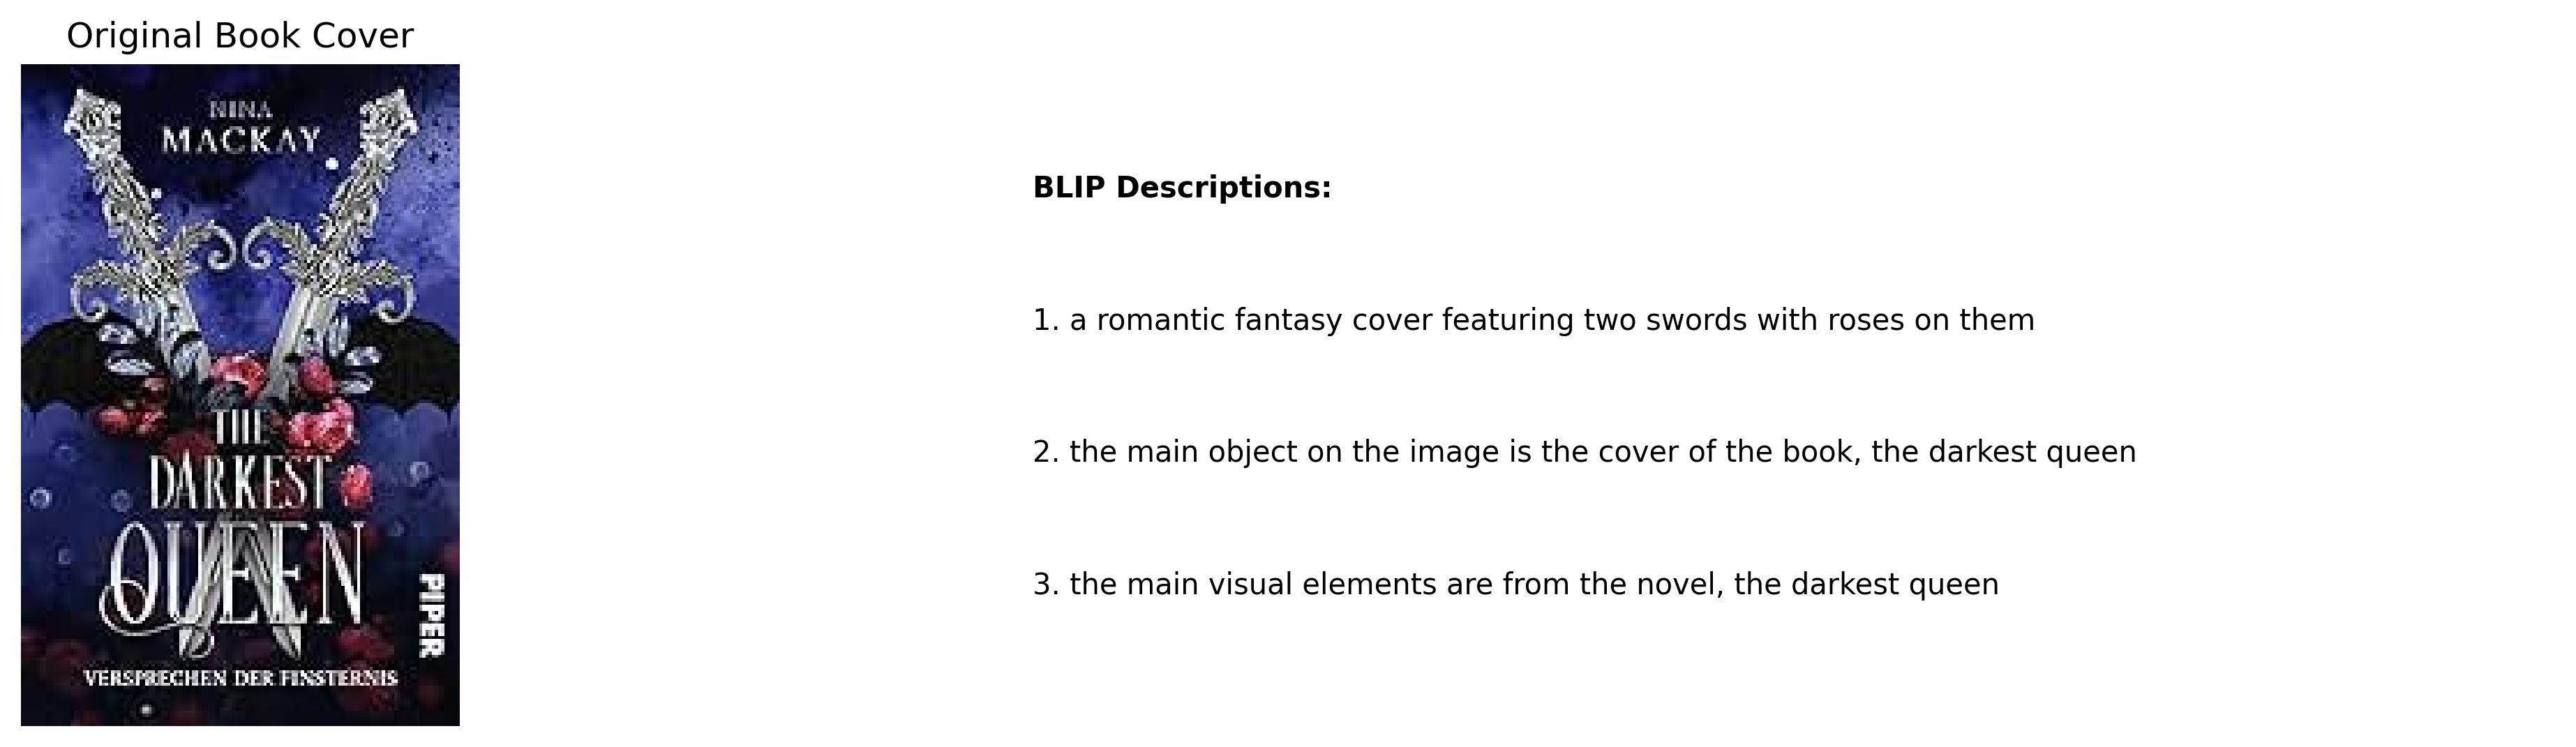 Original Book Cover
NINA
MACKAY
THE
DARKEST
QUEEN
PIPER
VERSPRECHEN DER FINSTERNIS
BLIP Descriptions:
1. a romantic fantasy cover featuring two swords with roses on them
2. the main object on the image is the cover of the book, the darkest queen
3. the main visual elements are from the novel, the darkest queen